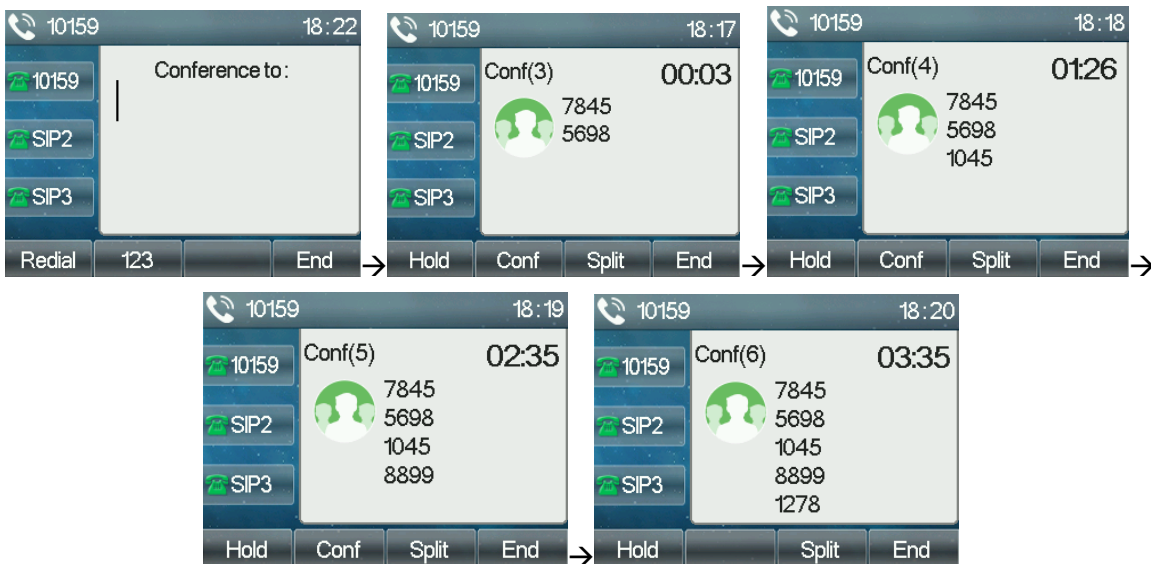 10159 18:22
Conference to :
10159
SIP2
SIP3
Redial 123 End
→
10159 18:17
Conf(3) 00:03
10159
7845
5698
SIP2
SIP3
Hold Conf Split End
→
10159 18:18
Conf(4) 01:26
10159
7845
5698
1045
SIP2
SIP3
Hold Conf Split End
→
10159 18:19
Conf(5) 02:35
10159
7845
5698
1045
8899
SIP2
SIP3
Hold Conf Split End
→
10159 18:20
Conf(6) 03:35
10159
7845
5698
1045
8899
1278
SIP2
SIP3
Hold Split End